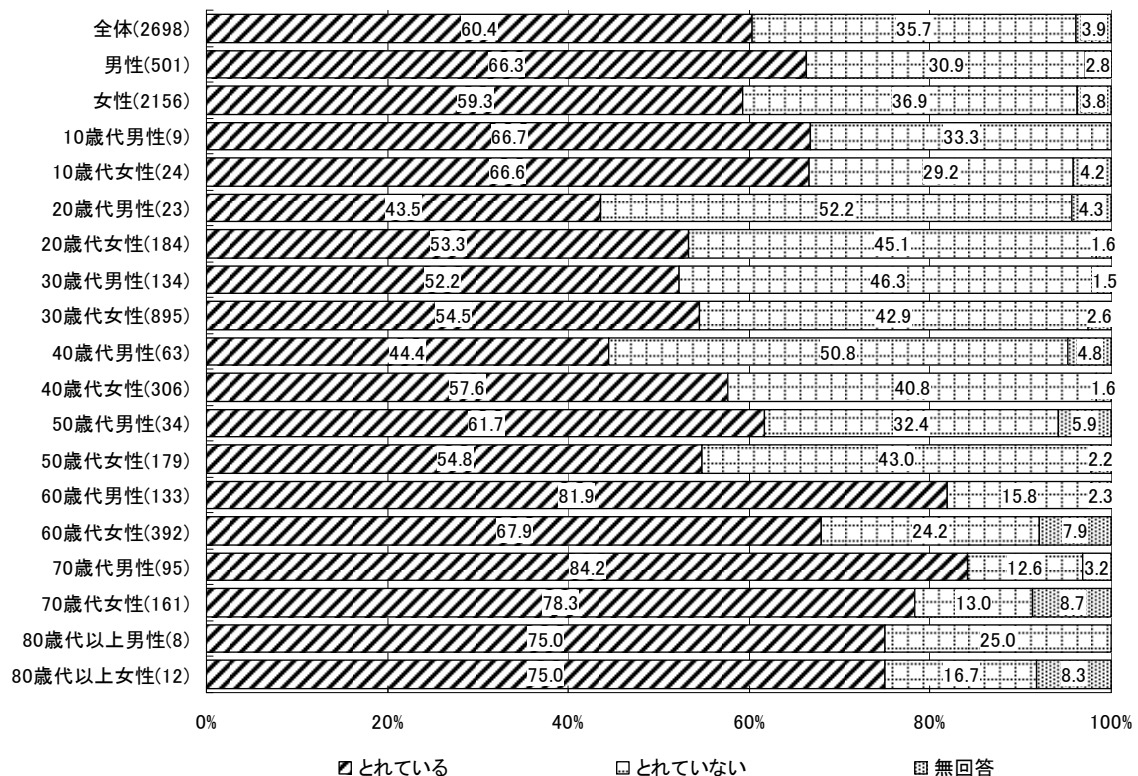 全体(2698) 60.4 35.7 3.9
男性(501) 66.3 30.9 2.8
女性(2156) 59.3 36.9 3.8
10歳代男性(9) 66.7 33.3
10歳代女性(24) 66.6 29.2 4.2
20歳代男性(23) 43.5 52.2 4.3
20歳代女性(184) 53.3 45.1 1.6
30歳代男性(134) 52.2 46.3 1.5
30歳代女性(895) 54.5 42.9 2.6
40歳代男性(63) 44.4 50.8 4.8
40歳代女性(306) 57.6 40.8 1.6
50歳代男性(34) 61.7 32.4 5.9
50歳代女性(179) 54.8 43.0 2.2
60歳代男性(133) 81.9 15.8 2.3
60歳代女性(392) 67.9 24.2 7.9
70歳代男性(95) 84.2 12.6 3.2
70歳代女性(161) 78.3 13.0 8.7
80歳代以上男性(8) 75.0 25.0
80歳代以上女性(12) 75.0 16.7 8.3
0% 20% 40% 60% 80% 100%
とれている とれていない 無回答